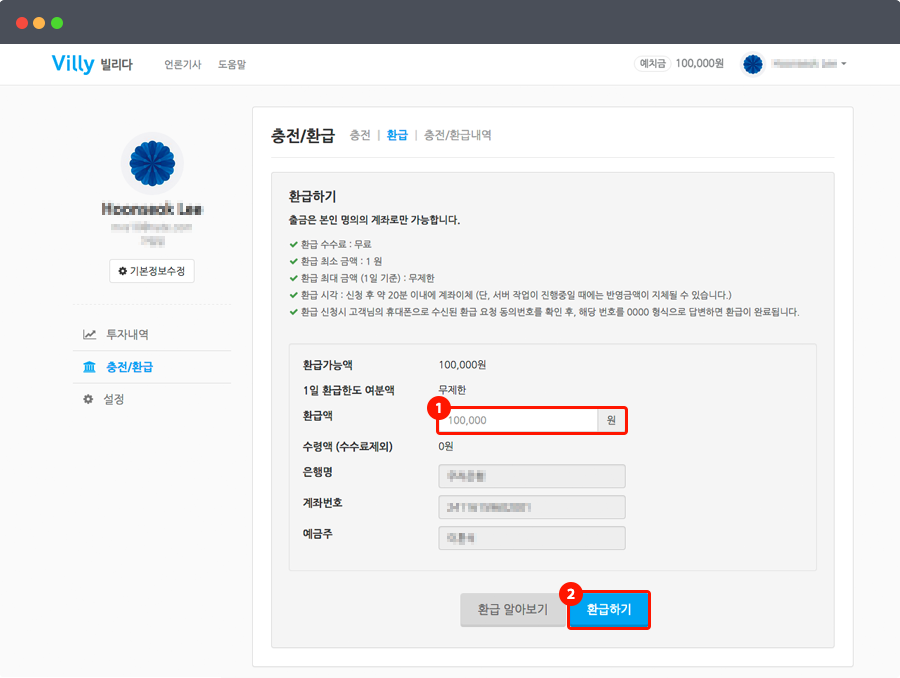 Villy 빌리다 언론기사 도움말 예치금 100,000원
충전/환급 충전 | 환급 | 충전/환급내역
기본정보수정
투자내역
충전/환급
설정
환급하기
출금은 본인 명의의 계좌로만 가능합니다.
환급 수수료 : 무료
환급 최소 금액 : 1 원
환급 최대 금액 (1일 기준) : 무제한
환급 시각 : 신청 후 약 20분 이내에 계좌이체 (단, 서버 작업이 진행중일 때에는 반영금액이 지체될 수 있습니다.)
환급 신청시 고객님의 휴대폰으로 수신된 환급 요청 동의번호를 확인 후, 해당 번호를 0000 형식으로 답변하면 환급이 완료됩니다.
환급가능액 100,000원
1일 환급한도 여분액 무제한
1
환급액 100,000 원
수령액 (수수료제외) 0원
은행명
계좌번호
예금주
2
환급 알아보기 환급하기